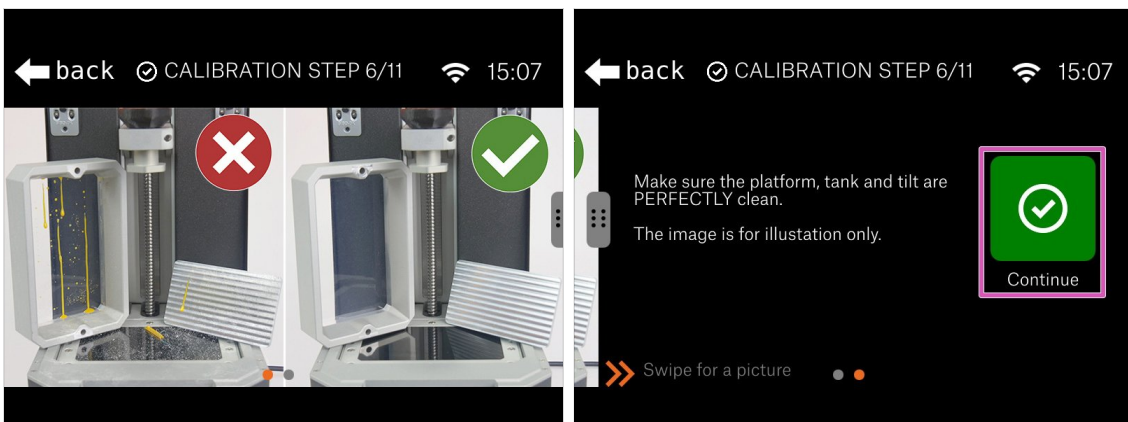 back CALIBRATION STEP 6/11 15:07
back CALIBRATION STEP 6/11 15:07
Make sure the platform, tank and tilt are
PERFECTLY clean.
The image is for illustation only.
Continue
Swipe for a picture